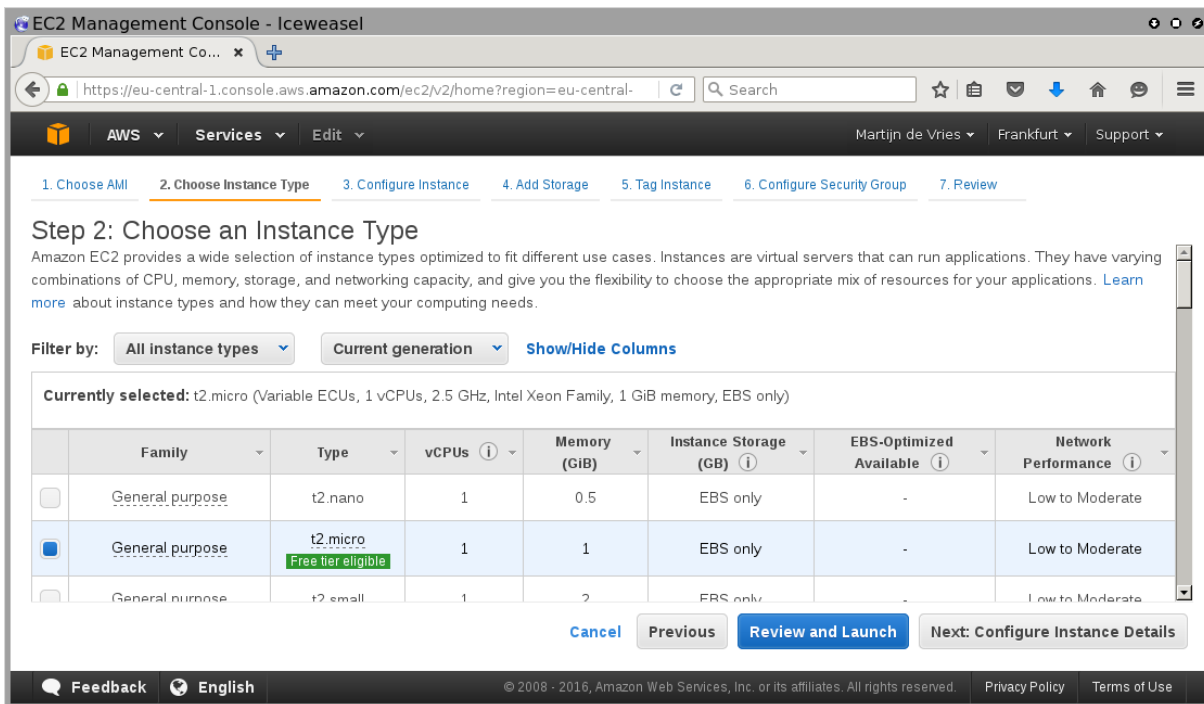 EC2 Management Console - Iceweasel
EC2 Management Co...
https://eu-central-1.console.aws.amazon.com/ec2/v2/home?region=eu-central- Search
AWS Services Edit Martijn de Vries Frankfurt Support
1. Choose AMI 2. Choose Instance Type 3. Configure Instance 4. Add Storage 5. Tag Instance 6. Configure Security Group 7. Review
Step 2: Choose an Instance Type
Amazon EC2 provides a wide selection of instance types optimized to fit different use cases. Instances are virtual servers that can run applications. They have varying
combinations of CPU, memory, storage, and networking capacity, and give you the flexibility to choose the appropriate mix of resources for your applications. Learn
more about instance types and how they can meet your computing needs.
Filter by: All instance types Current generation Show/Hide Columns
Currently selected: t2.micro (Variable ECUs, 1 vCPUs, 2.5 GHz, Intel Xeon Family, 1 GiB memory, EBS only)
Family Type vCPUs i Memory (GiB) Instance Storage (GB) i EBS-Optimized Available i Network Performance i
General purpose t2.nano 1 0.5 EBS only - Low to Moderate
General purpose t2.micro Free tier eligible 1 1 EBS only - Low to Moderate
General purpose t2.small 1 2 EBS only Low to Moderate
Cancel Previous Review and Launch Next: Configure Instance Details
Feedback English © 2008 - 2016, Amazon Web Services, Inc. or its affiliates. All rights reserved. Privacy Policy Terms of Use